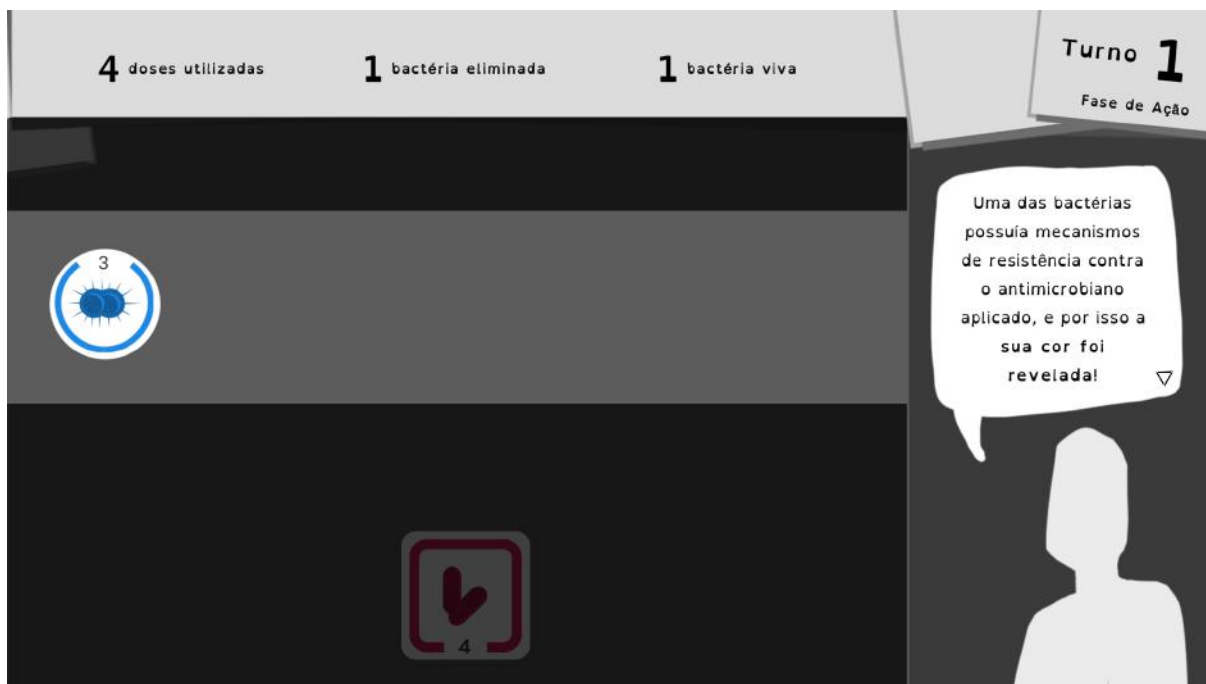 4 doses utilizadas
1 bactéria eliminada
1 bactéria viva
Turno 1
Fase de Ação
3
Uma das bactérias
possuía mecanismos
de resistência contra
o antimicrobiano
aplicado, e por isso a
sua cor foi
revelada!
4